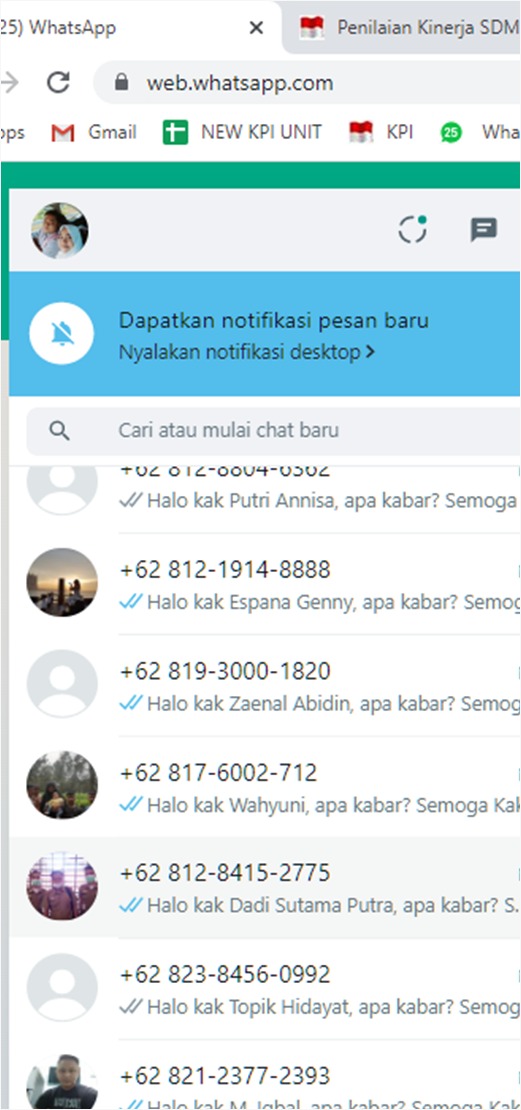 25) WhatsApp
Penilaian Kinerja SDM
web.whatsapp.com
Gmail
NEW KPI UNIT
KPI
25
Dapatkan notifikasi pesan baru
Nyalakan notifikasi desktop
Cari atau mulai chat baru
+62 812-8804-6362
Halo kak Putri Annisa, apa kabar? Semoga
+62 812-1914-8888
Halo kak Espana Genny, apa kabar? Semog
+62 819-3000-1820
Halo kak Zaenal Abidin, apa kabar? Semog
+62 817-6002-712
Halo kak Wahyuni, apa kabar? Semoga Kak
+62 812-8415-2775
Halo kak Dadi Sutama Putra, apa kabar? S...
+62 823-8456-0992
Halo kak Topik Hidayat, apa kabar? Semog
+62 821-2377-2393
Halo kak M. Iqbal, apa kabar? Semoga Kak